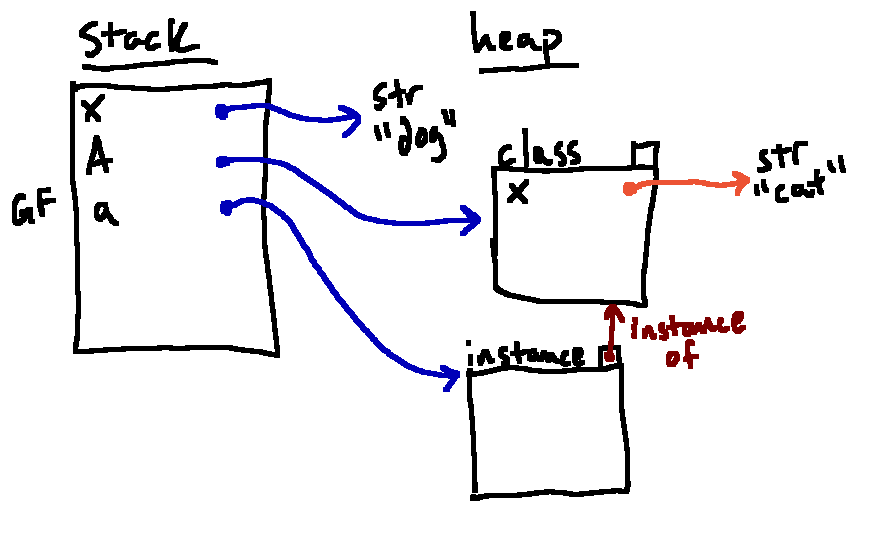 Stack
heap
x
str
"dog"
A
GF
a
class
x
str
"cat"
instance
of
instance